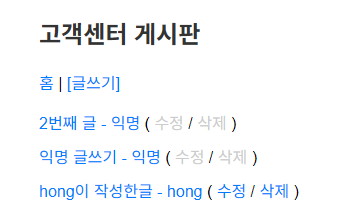 고객센터 게시판
홈 | [글쓰기]
2번째 글 - 익명 ( 수정 / 삭제 )
익명 글쓰기 - 익명 ( 수정 / 삭제 )
hong이 작성한글 - hong ( 수정 / 삭제 )